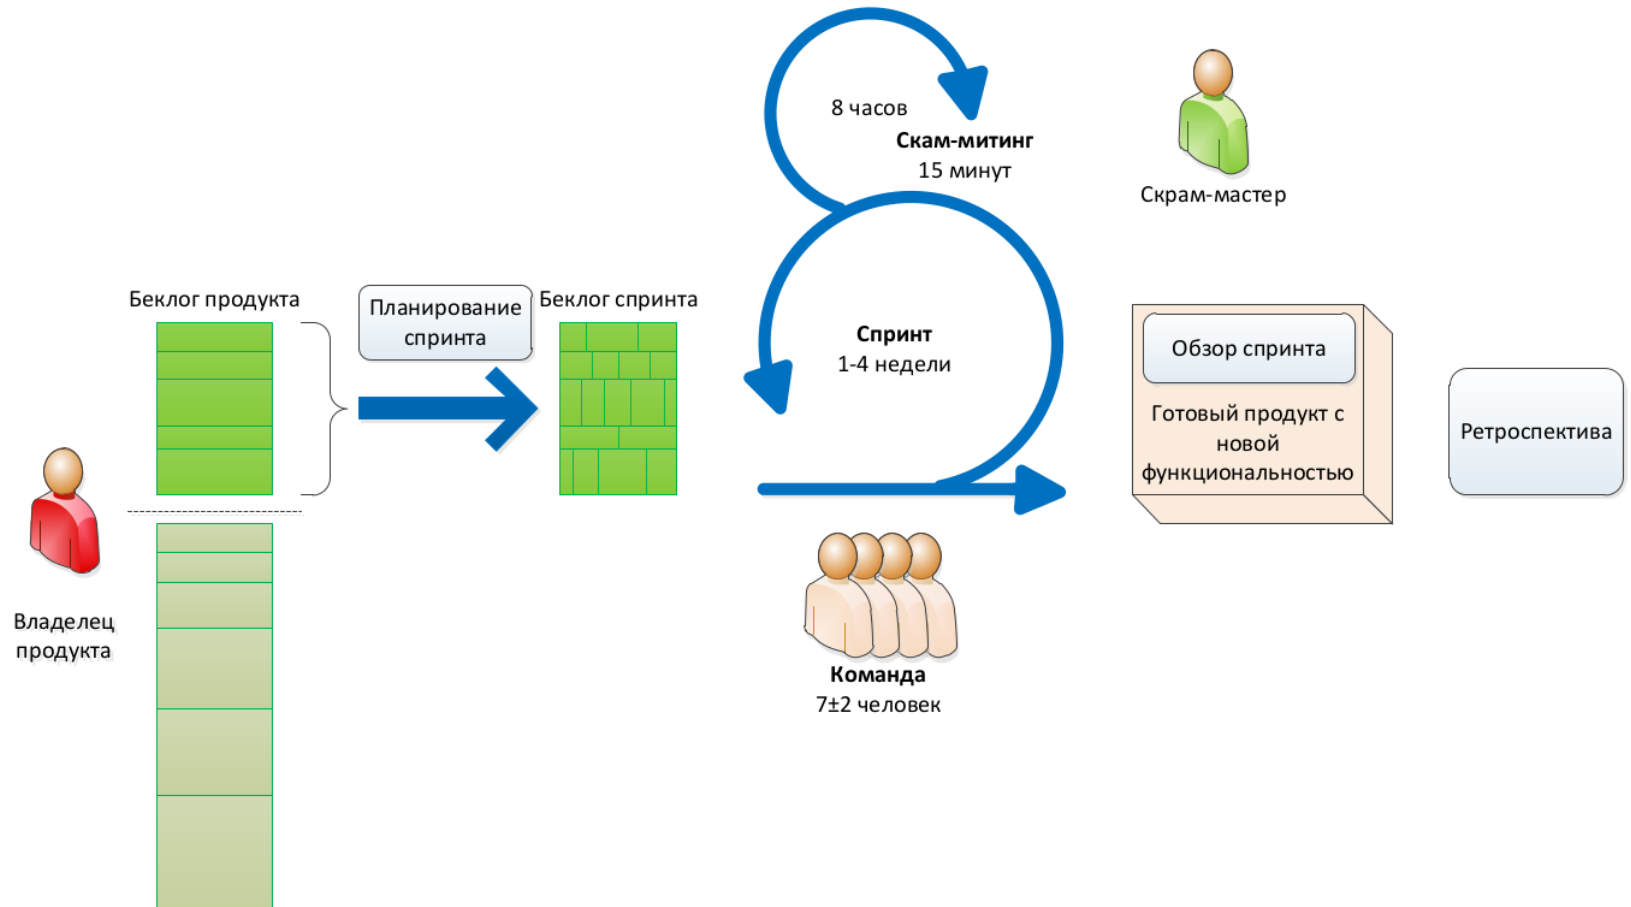 8 часов
Скам-митинг
15 минут
Скрам-мастер
Беклог продукта
Планирование
спринта
Беклог спринта
Спринт
1-4 недели
Обзор спринта
Готовый продукт с
новой
функциональностью
Ретроспектива
Владелец
продукта
Команда
7±2 человек